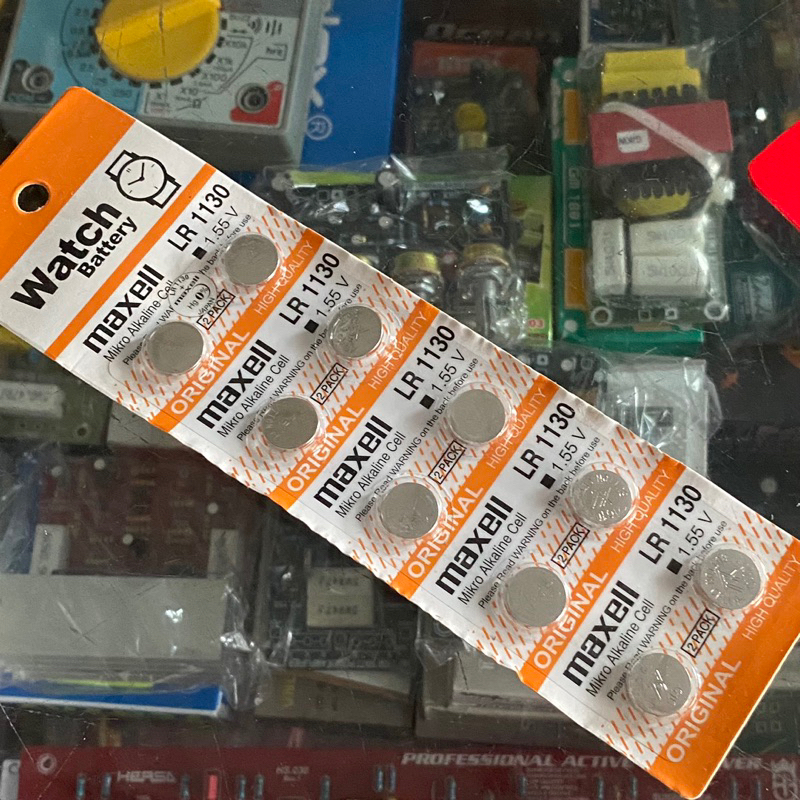 Watch
Battery
LR 1130
■ 1.55 V
maxell
Mikro Alkaline Cell
2 PACK
ORIGINAL
HIGH QUALITY
LR 1130
■ 1.55 V
maxell
Mikro Alkaline Cell
Please Read WARNING on the back before use
2 PACK
ORIGINAL
HIGH QUALITY
LR 1130
■ 1.55 V
maxell
Mikro Alkaline Cell
Please Read WARNING on the back before use
2 PACK
ORIGINAL
HIGH QUALITY
LR 1130
■ 1.55 V
maxell
Mikro Alkaline Cell
Please Read WARNING on the back before use
2 PACK
ORIGINAL
HIGH QUALITY
LR 1130
■ 1.55 V
maxell
Mikro Alkaline Cell
Please Read WARNING on the back before use
2 PACK
ORIGINAL
HIGH QUALITY
PROFESSIONAL ACTIVE